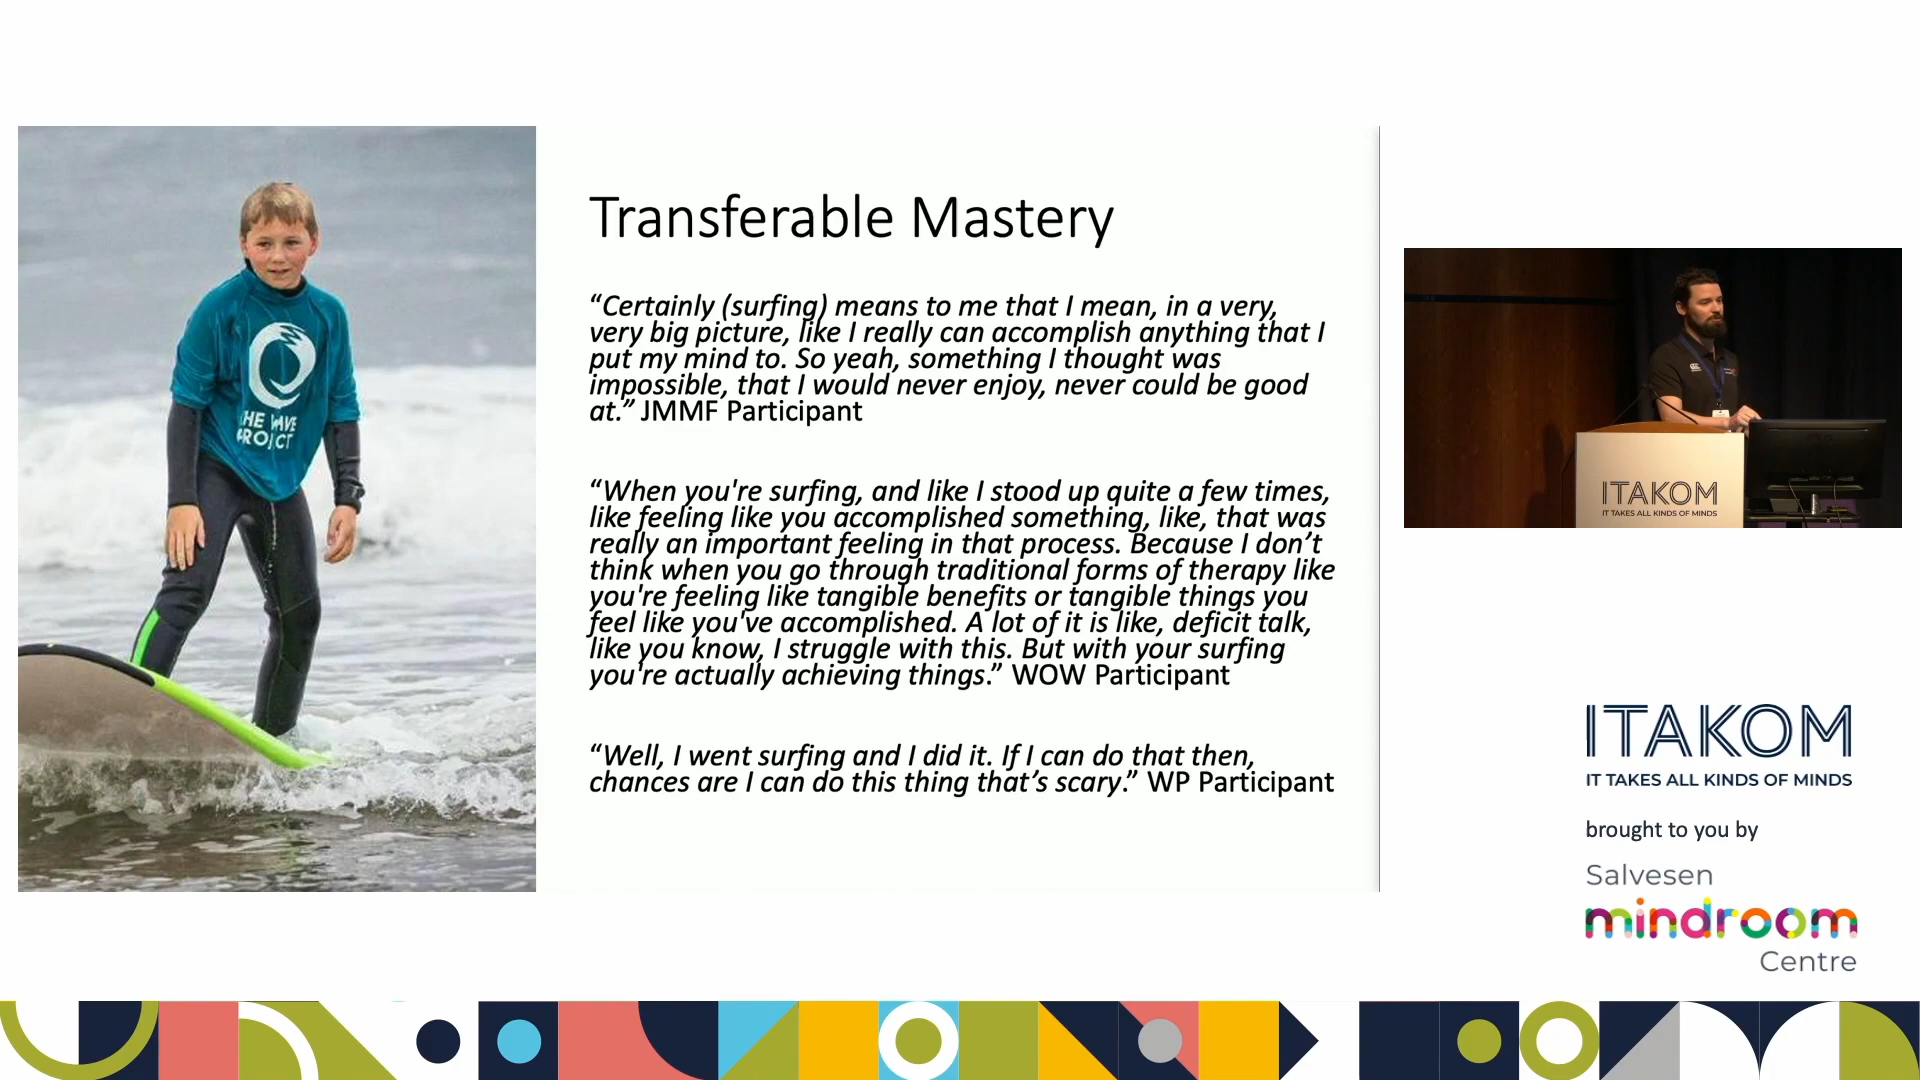 THE WAVE
PROJECT
Transferable Mastery
“Certainly (surfing) means to me that I mean, in a very,
very big picture, like I really can accomplish anything that I
put my mind to. So yeah, something I thought was
impossible, that I would never enjoy, never could be good
at.” JMMF Participant
“When you're surfing, and like I stood up quite a few times,
like feeling like you accomplished something, like, that was
really an important feeling in that process. Because I don’t
think when you go through traditional forms of therapy like
you're feeling like tangible benefits or tangible things you
feel like you've accomplished. A lot of it is like, deficit talk,
like you know, I struggle with this. But with your surfing
you're actually achieving things.” WOW Participant
“Well, I went surfing and I did it. If I can do that then,
chances are I can do this thing that’s scary.” WP Participant
ITAKOM
IT TAKES ALL KINDS OF MINDS
ITAKOM
IT TAKES ALL KINDS OF MINDS
brought to you by
Salvesen
mindroom
Centre